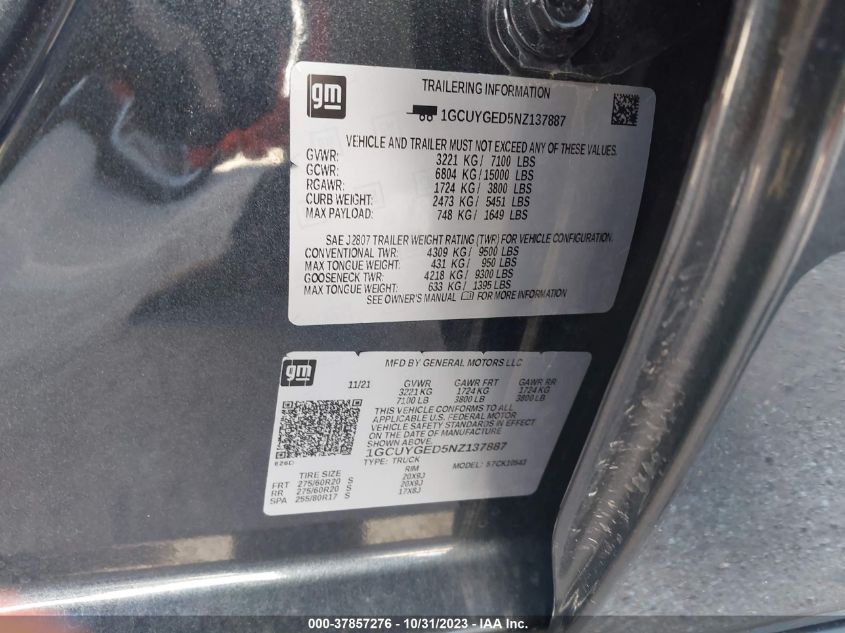 gm
TRAILERING INFORMATION
1GCUYGED5NZ137887
VEHICLE AND TRAILER MUST NOT EXCEED ANY OF THESE VALUES.
GVWR: 3221 KG / 7100 LBS
GCWR: 6804 KG / 15000 LBS
RGAWR: 1724 KG / 3800 LBS
CURB WEIGHT: 2473 KG / 5451 LBS
MAX PAYLOAD: 748 KG / 1649 LBS
SAE J2807 TRAILER WEIGHT RATING (TWR) FOR VEHICLE CONFIGURATION.
CONVENTIONAL TWR: 4309 KG / 9500 LBS
MAX TONGUE WEIGHT: 431 KG / 950 LBS
GOOSENECK TWR: 4218 KG / 9300 LBS
MAX TONGUE WEIGHT: 633 KG / 1395 LBS
SEE OWNER'S MANUAL FOR MORE INFORMATION
gm
MFD BY GENERAL MOTORS LLC
11/21 GVWR GAWR FRT GAWR RR
3221 KG 1724 KG 1724 KG
7100 LB 3800 LB 3800 LB
THIS VEHICLE CONFORMS TO ALL
APPLICABLE U.S. FEDERAL MOTOR
VEHICLE SAFETY STANDARDS IN EFFECT
ON THE DATE OF MANUFACTURE
SHOWN ABOVE.
1GCUYGED5NZ137887
TYPE: TRUCK MODEL: 57CK10543
TIRE SIZE RIM
FRT 275/60R20 S 20X9J
RR 275/60R20 S 20X9J
SPA 255/80R17 S 17X8J
000-37857276 - 10/31/2023 - IAA Inc.